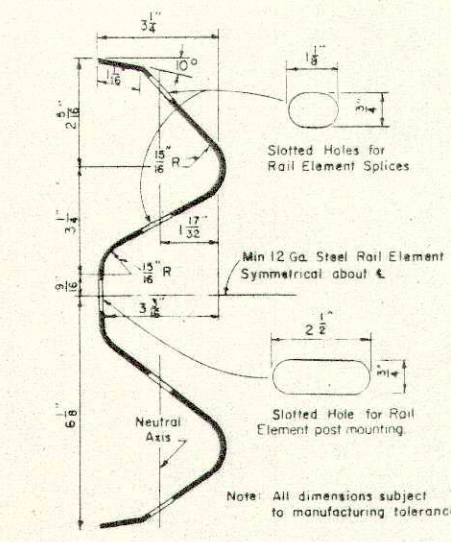 3 1/4"
10°
1 1/16"
2 5/16"
15/16" R
3 1/4"
1 17/32"
15/16" R
9/16"
3 3/16"
6 1/8"
Neutral
Axis
1 1/8"
3/4"
Slotted Holes for
Rail Element Splices
Min 12 Ga. Steel Rail Element
Symmetrical about ℄
2 1/2"
3/4"
Slotted Hole for Rail
Element post mounting.
Note: All dimensions subject
to manufacturing toleranc